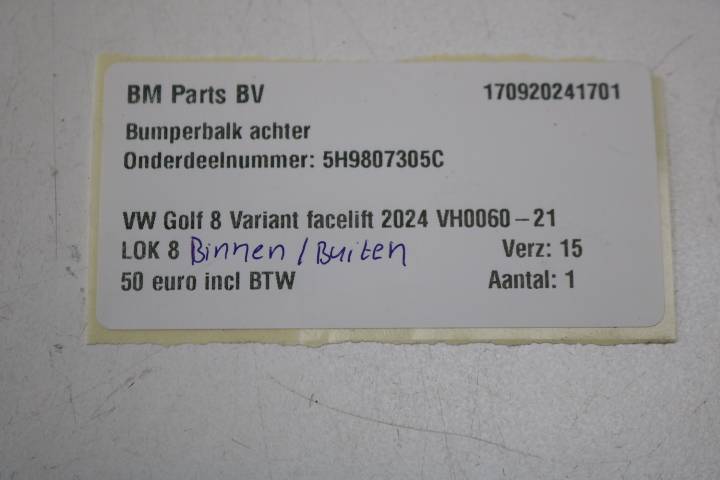 BM Parts BV 170920241701
Bumperbalk achter
Onderdeelnummer: 5H9807305C
VW Golf 8 Variant facelift 2024 VH0060-21
LOK 8 Binnen / Buiten Verz: 15
50 euro incl BTW Aantal: 1